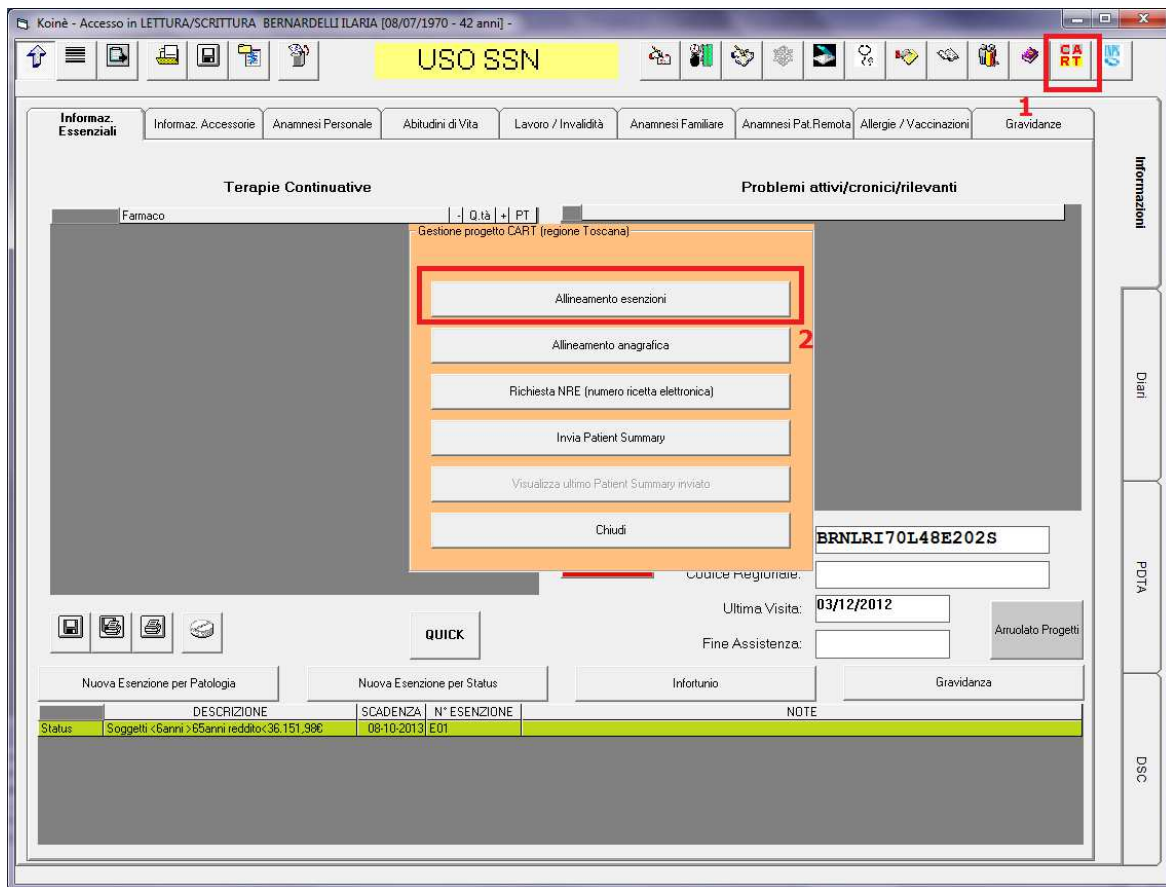 Koinè - Accesso in LETTURA/SCRITTURA BERNARDELLI ILARIA [08/07/1970 - 42 anni] -
USO SSN
CA
RT
1
Informaz.
Essenziali
Informaz. Accessorie
Anamnesi Personale
Abitudini di Vita
Lavoro / Invalidità
Anamnesi Familiare
Anamnesi Pat.Remota
Allergie / Vaccinazioni
Gravidanze
Informazioni
Diari
PDTA
DSC
Terapie Continuative
Problemi attivi/cronici/rilevanti
Farmaco - Q.tà + PT
Gestione progetto CART (regione Toscana)
Allineamento esenzioni
2
Allineamento anagrafica
Richiesta NRE (numero ricetta elettronica)
Invia Patient Summary
Visualizza ultimo Patient Summary inviato
Chiudi
BRNLRI70L48E202S
Codice Regionale:
Ultima Visita: 03/12/2012
Fine Assistenza:
Arruolato Progetti
QUICK
Nuova Esenzione per Patologia
Nuova Esenzione per Status
Infortunio
Gravidanza
DESCRIZIONE SCADENZA N° ESENZIONE NOTE
Status Soggetti <6anni >65anni reddito<36.151,98€ 08-10-2013 E01